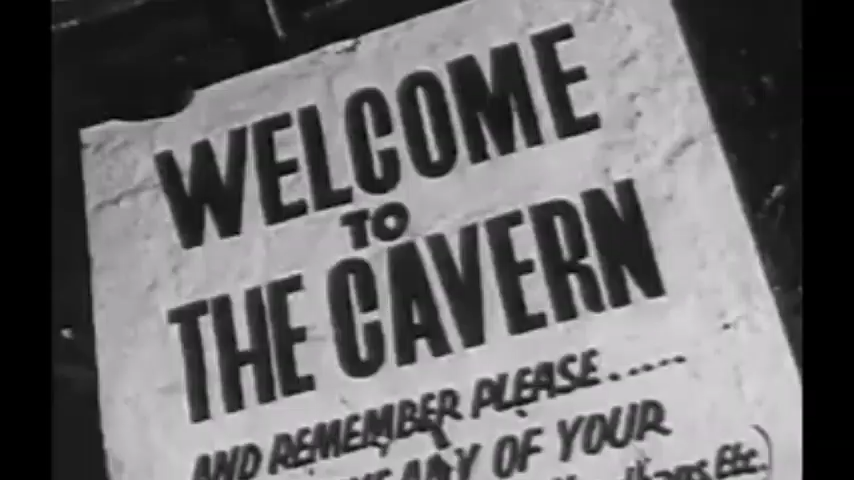 WELCOME
TO
THE CAVERN
AND REMEMBER PLEASE.....
ANY OF YOUR
Etc.)